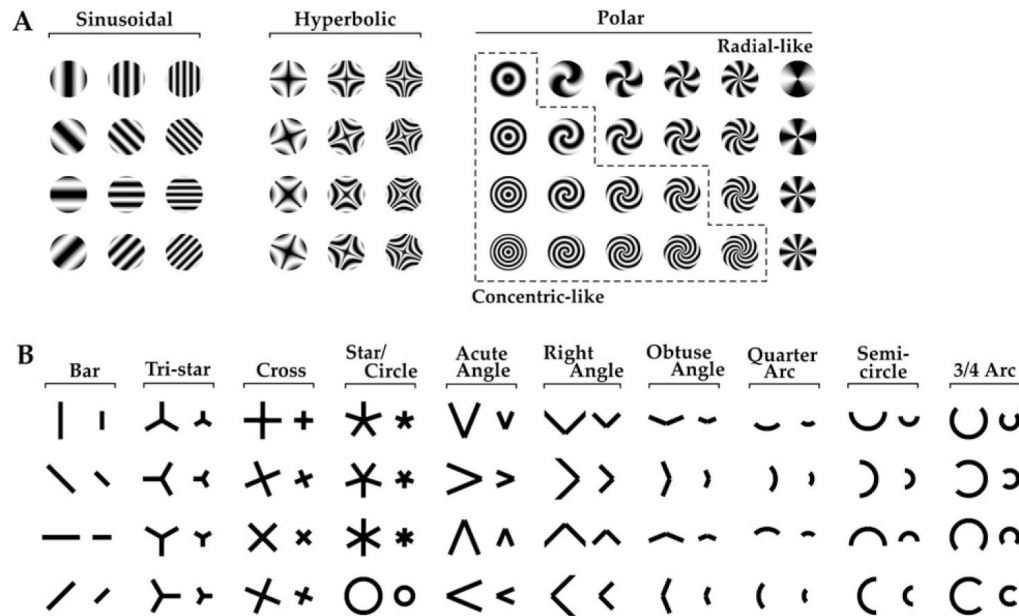 A
Sinusoidal
Hyperbolic
Polar
Radial-like
Concentric-like
B
Bar
Tri-star
Cross
Star/
Circle
Acute
Angle
Right
Angle
Obtuse
Angle
Quarter
Arc
Semi-
circle
3/4 Arc